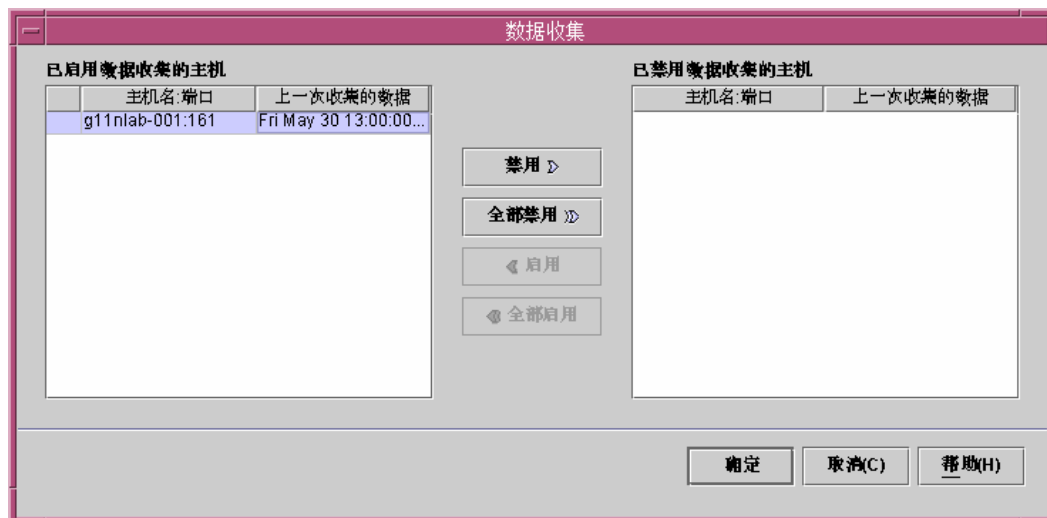 数据收集
已启用数据收集的主机
主机名:端口 上一次收集的数据
g11nlab-001:161 Fri May 30 13:00:00...
禁用
全部禁用
启用
全部启用
已禁用数据收集的主机
主机名:端口 上一次收集的数据
确定 取消(C) 帮助(H)